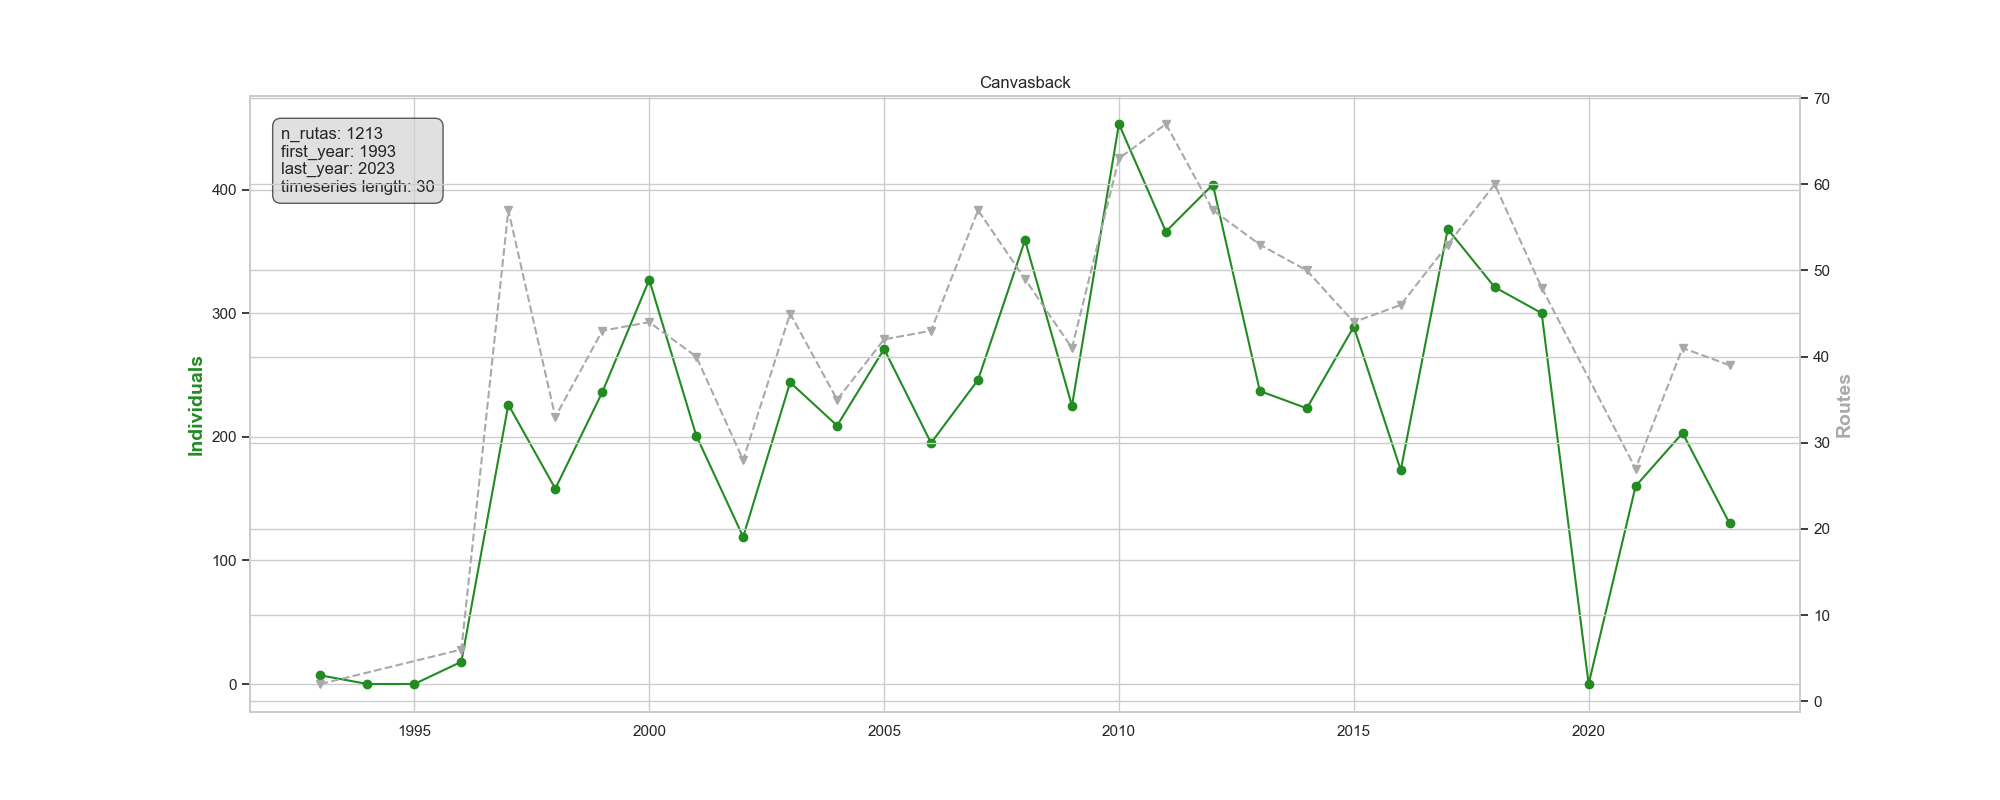 Canvasback
n_rutas: 1213
first_year: 1993
last_year: 2023
timeseries length: 30
Individuals
400
300
200
100
0
Routes
70
60
50
40
30
20
10
0
1995 2000 2005 2010 2015 2020